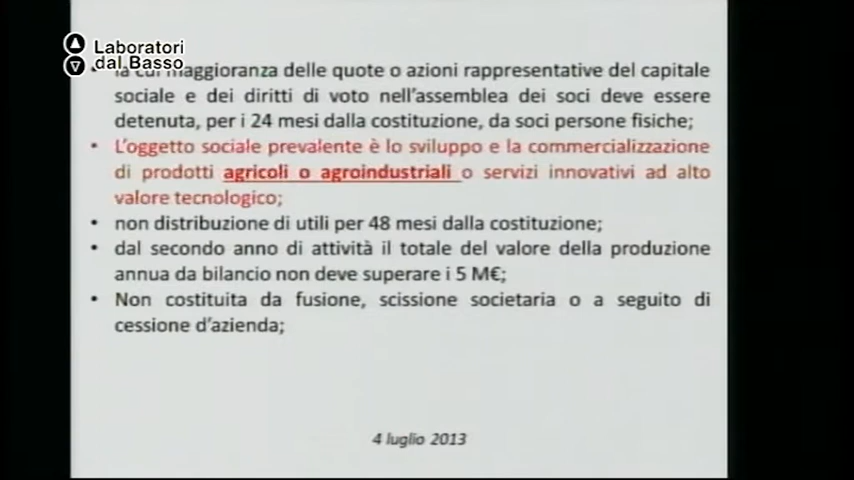 Laboratori
dal Basso
la cui maggioranza delle quote o azioni rappresentative del capitale
sociale e dei diritti di voto nell'assemblea dei soci deve essere
detenuta, per i 24 mesi dalla costituzione, da soci persone fisiche;
• L'oggetto sociale prevalente è lo sviluppo e la commercializzazione
di prodotti agricoli o agroindustriali o servizi innovativi ad alto
valore tecnologico;
• non distribuzione di utili per 48 mesi dalla costituzione;
• dal secondo anno di attività il totale del valore della produzione
annua da bilancio non deve superare i 5 M€;
• Non costituita da fusione, scissione societaria o a seguito di
cessione d'azienda;
4 luglio 2013